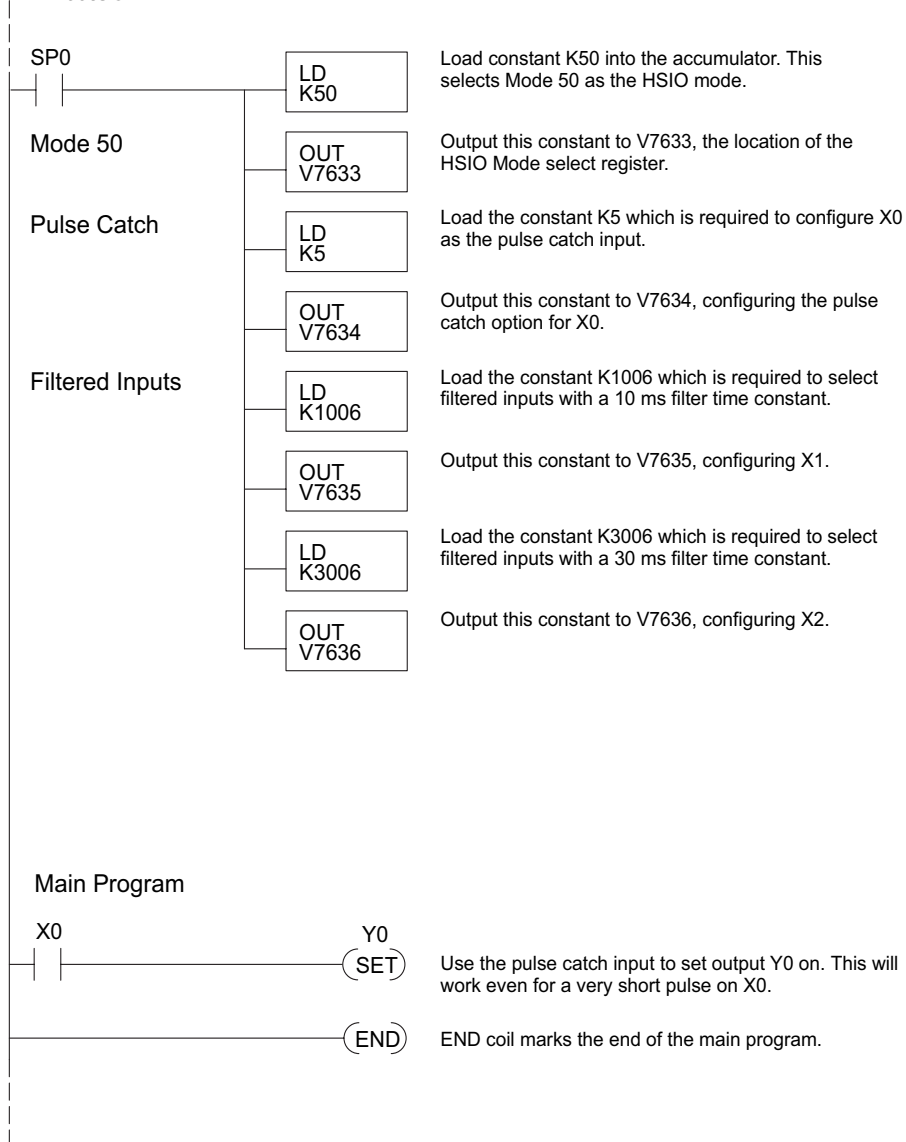 SP0
LD
K50
Load constant K50 into the accumulator. This
selects Mode 50 as the HSIO mode.
Mode 50
OUT
V7633
Output this constant to V7633, the location of the
HSIO Mode select register.
Pulse Catch
LD
K5
Load the constant K5 which is required to configure X0
as the pulse catch input.
OUT
V7634
Output this constant to V7634, configuring the pulse
catch option for X0.
Filtered Inputs
LD
K1006
Load the constant K1006 which is required to select
filtered inputs with a 10 ms filter time constant.
OUT
V7635
Output this constant to V7635, configuring X1.
LD
K3006
Load the constant K3006 which is required to select
filtered inputs with a 30 ms filter time constant.
OUT
V7636
Output this constant to V7636, configuring X2.
Main Program
X0
Y0
SET
Use the pulse catch input to set output Y0 on. This will
work even for a very short pulse on X0.
END
END coil marks the end of the main program.